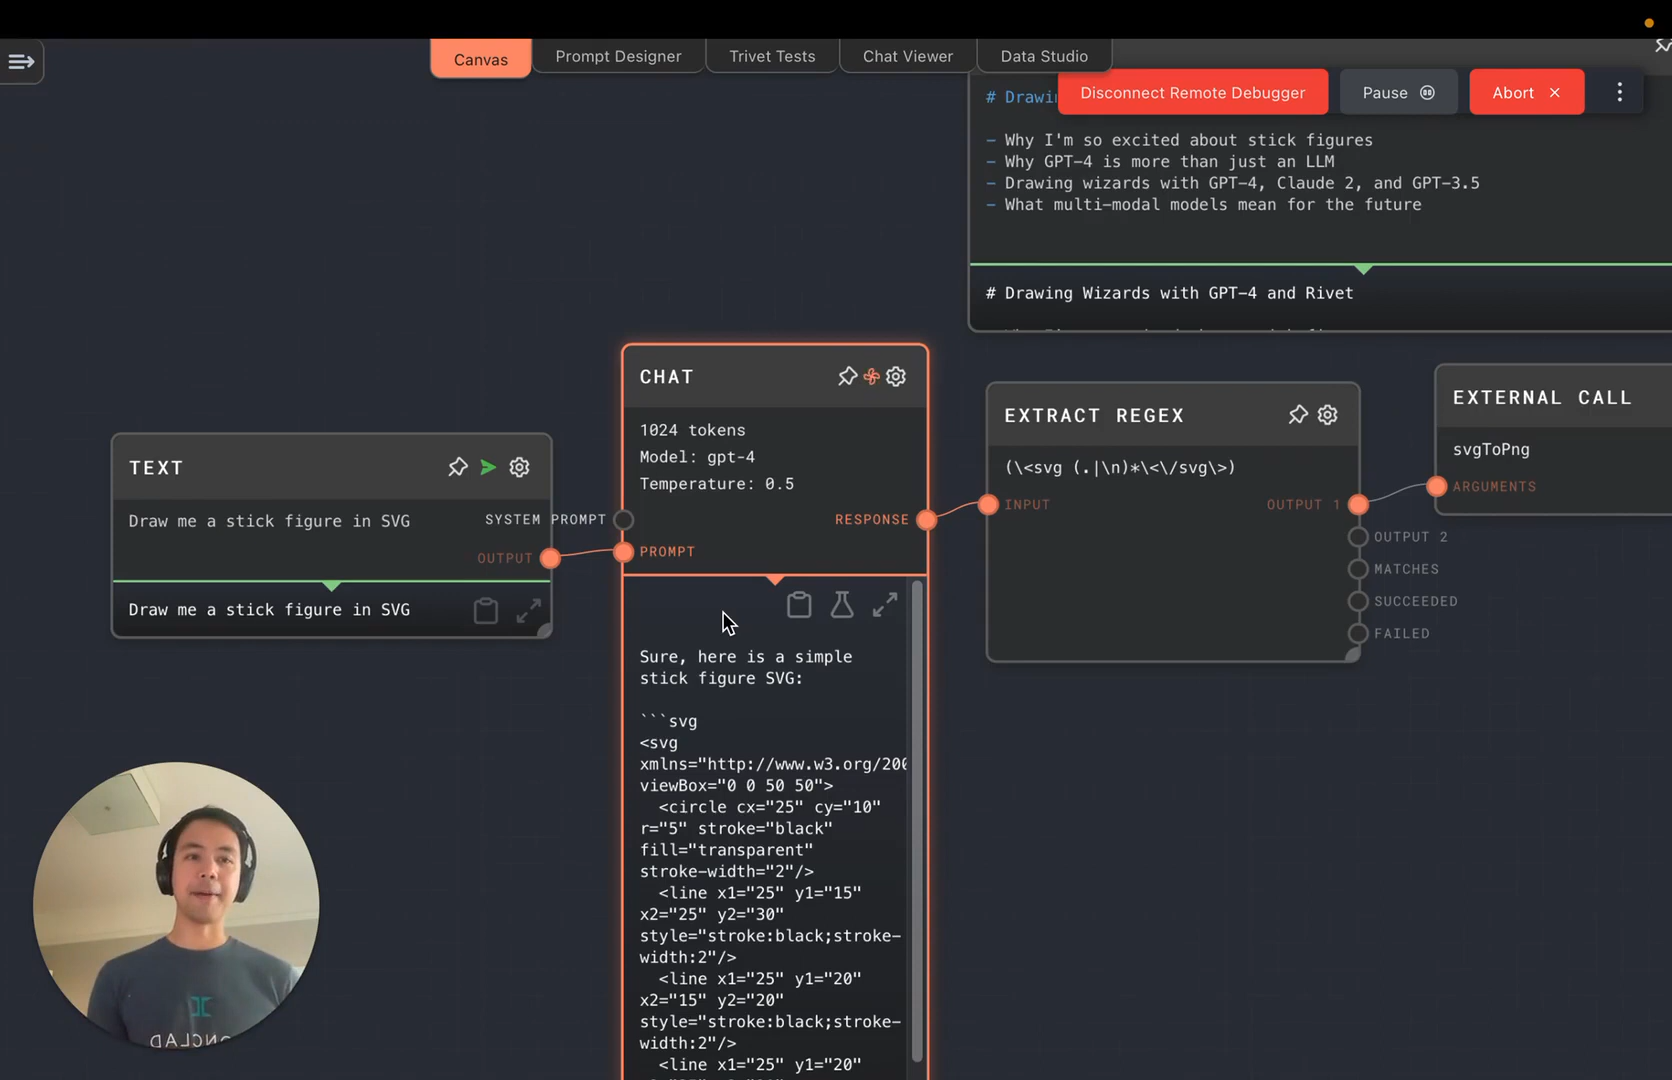 Canvas
Prompt Designer
Trivet Tests
Chat Viewer
Data Studio
Disconnect Remote Debugger
Pause
Abort
# Drawi
- Why I'm so excited about stick figures
- Why GPT-4 is more than just an LLM
- Drawing wizards with GPT-4, Claude 2, and GPT-3.5
- What multi-modal models mean for the future
# Drawing Wizards with GPT-4 and Rivet
TEXT
Draw me a stick figure in SVG
OUTPUT
Draw me a stick figure in SVG
CHAT
1024 tokens
Model: gpt-4
Temperature: 0.5
SYSTEM PROMPT
RESPONSE
PROMPT
Sure, here is a simple
stick figure SVG:
```svg
<svg
xmlns="http://www.w3.org/200
viewBox="0 0 50 50">
<circle cx="25" cy="10"
r="5" stroke="black"
fill="transparent"
stroke-width="2"/>
<line x1="25" y1="15"
x2="25" y2="30"
style="stroke:black;stroke-
width:2"/>
<line x1="25" y1="20"
x2="15" y2="20"
style="stroke:black;stroke-
width:2"/>
<line x1="25" y1="20"
EXTRACT REGEX
(\<svg (.|\n)*\<\/svg\>)
INPUT
OUTPUT 1
OUTPUT 2
MATCHES
SUCCEEDED
FAILED
EXTERNAL CALL
svgToPng
ARGUMENTS